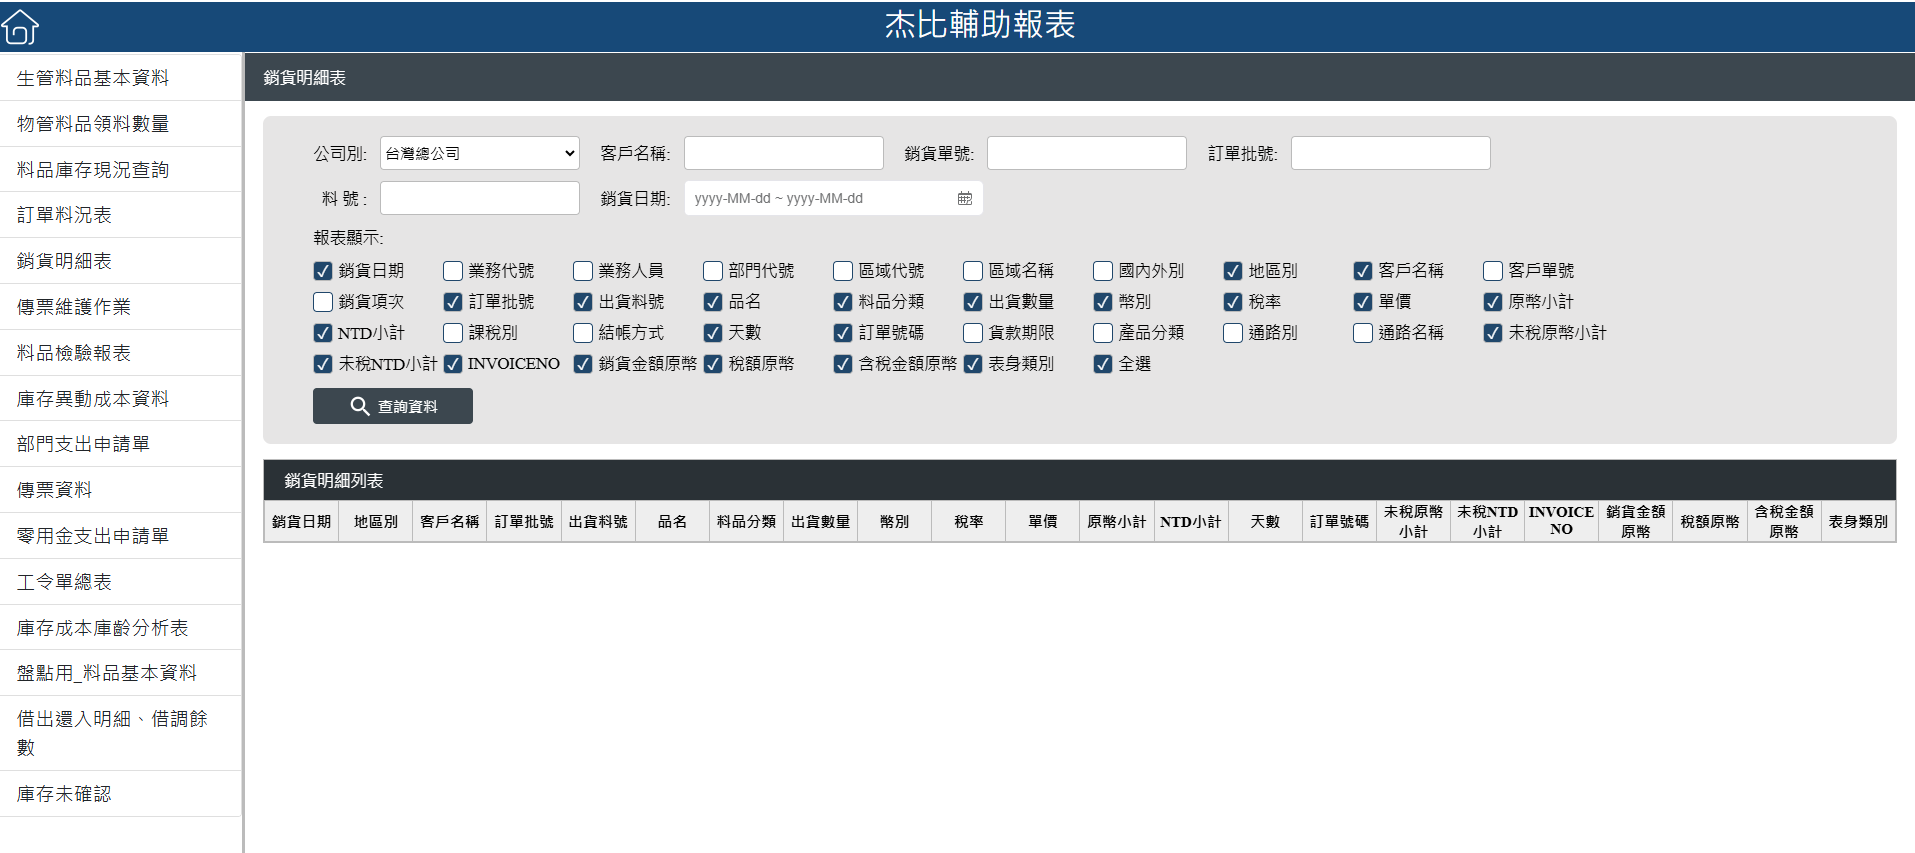 杰比輔助報表
生管料品基本資料
物管料品領料數量
料品庫存現況查詢
訂單料況表
銷貨明細表
傳票維護作業
料品檢驗報表
庫存異動成本資料
部門支出申請單
傳票資料
零用金支出申請單
工令單總表
庫存成本庫齡分析表
盤點用_料品基本資料
借出還入明細、借調餘
數
庫存未確認
銷貨明細表
公司別: 台灣總公司 客戶名稱: 銷貨單號: 訂單批號:
料 號 : 銷貨日期: yyyy-MM-dd ~ yyyy-MM-dd
報表顯示:
銷貨日期 業務代號 業務人員 部門代號 區域代號 區域名稱 國內外別 地區別 客戶名稱 客戶單號
銷貨項次 訂單批號 出貨料號 品名 料品分類 出貨數量 幣別 稅率 單價 原幣小計
NTD小計 課稅別 結帳方式 天數 訂單號碼 貨款期限 產品分類 通路別 通路名稱 未稅原幣小計
未稅NTD小計 INVOICENO 銷貨金額原幣 稅額原幣 含稅金額原幣 表身類別 全選
查詢資料
銷貨明細列表
銷貨日期 地區別 客戶名稱 訂單批號 出貨料號 品名 料品分類 出貨數量 幣別 稅率 單價 原幣小計 NTD小計 天數 訂單號碼 未稅原幣小計 未稅NTD小計 INVOICENO 銷貨金額原幣 稅額原幣 含稅金額原幣 表身類別